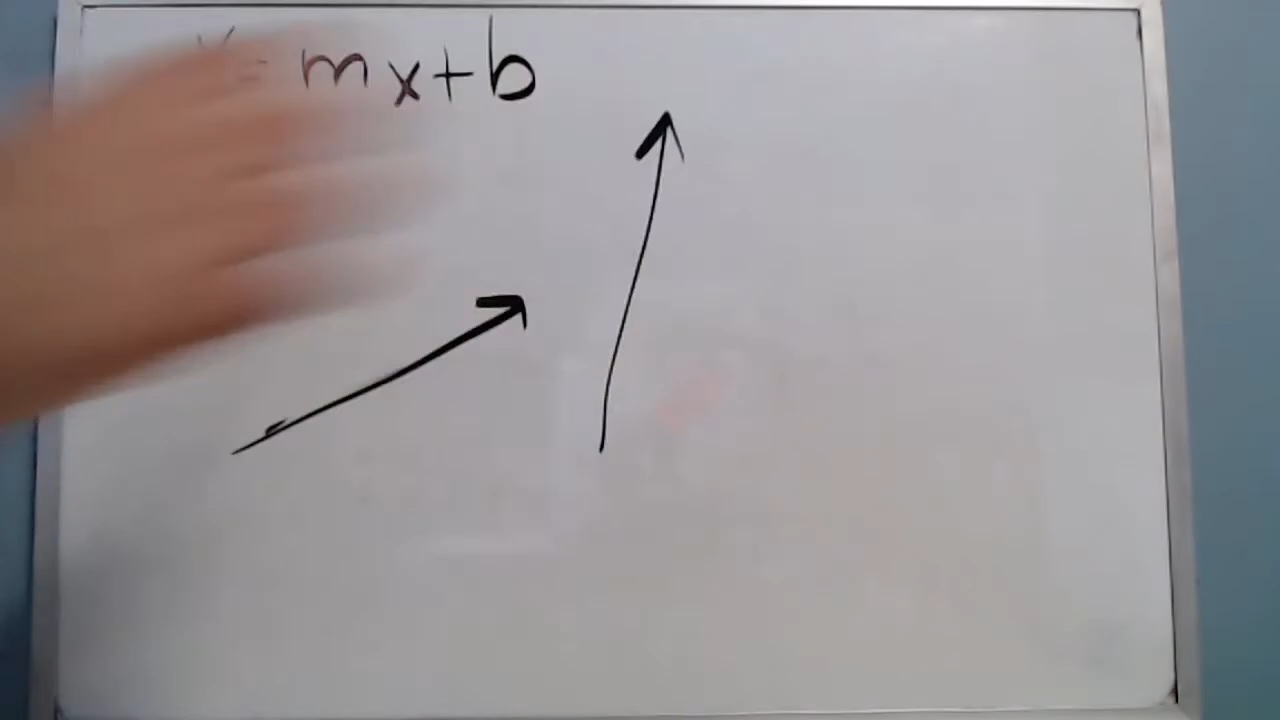 = mx+b